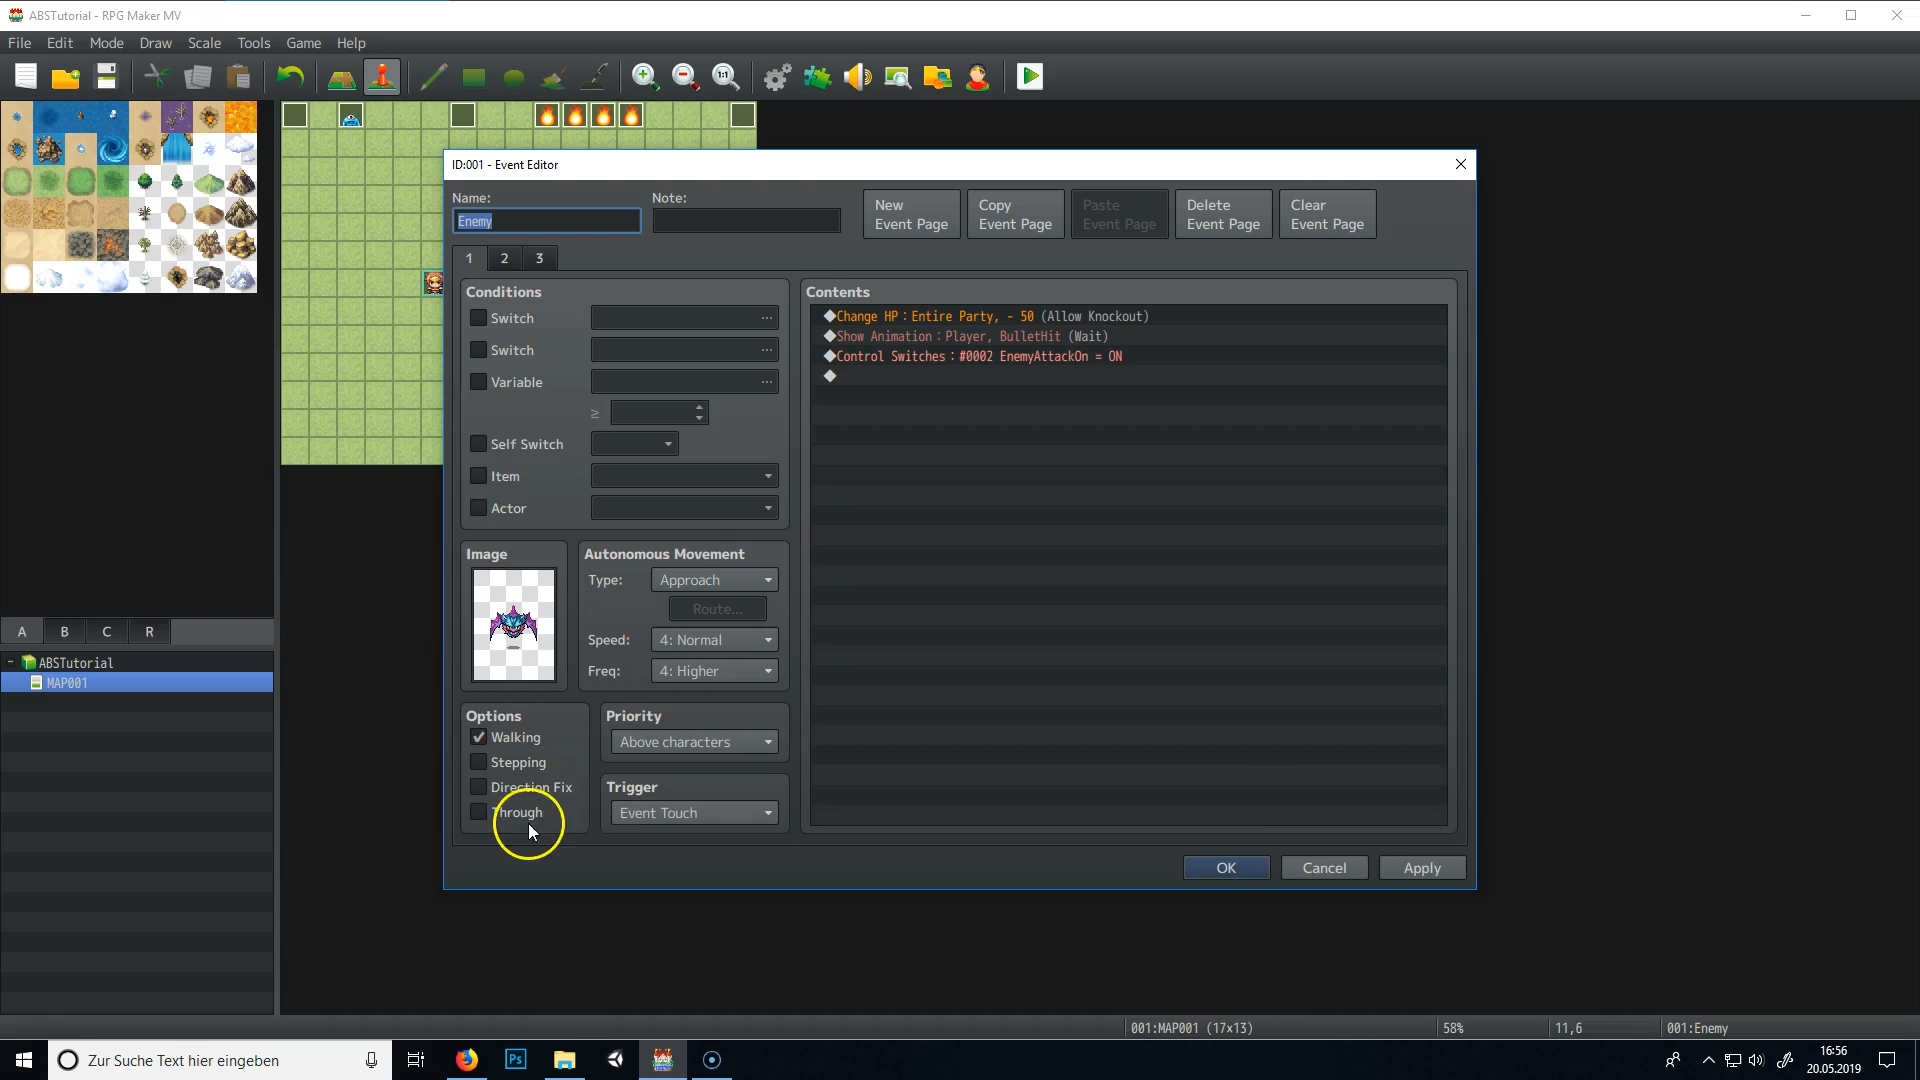 ABSTutorial - RPG Maker MV
File Edit Mode Draw Scale Tools Game Help
1:1
ID:001 - Event Editor
Name: Note:
Enemy
New Event Page
Copy Event Page
Paste Event Page
Delete Event Page
Clear Event Page
1 2 3
Conditions
Switch ...
Switch ...
Variable ...
≥
Self Switch
Item
Actor
Image
Autonomous Movement
Type: Approach
Route...
Speed: 4: Normal
Freq: 4: Higher
Options
Walking
Stepping
Direction Fix
Through
Priority
Above characters
Trigger
Event Touch
Contents
◆Change HP : Entire Party, - 50 (Allow Knockout)
◆Show Animation : Player, BulletHit (Wait)
◆Control Switches : #0002 EnemyAttackOn = ON
◆
OK Cancel Apply
A B C R
ABSTutorial
MAP001
001:MAP001 (17x13) 58% 11,6 001:Enemy
Zur Suche Text hier eingeben
Ps
16:56
20.05.2019